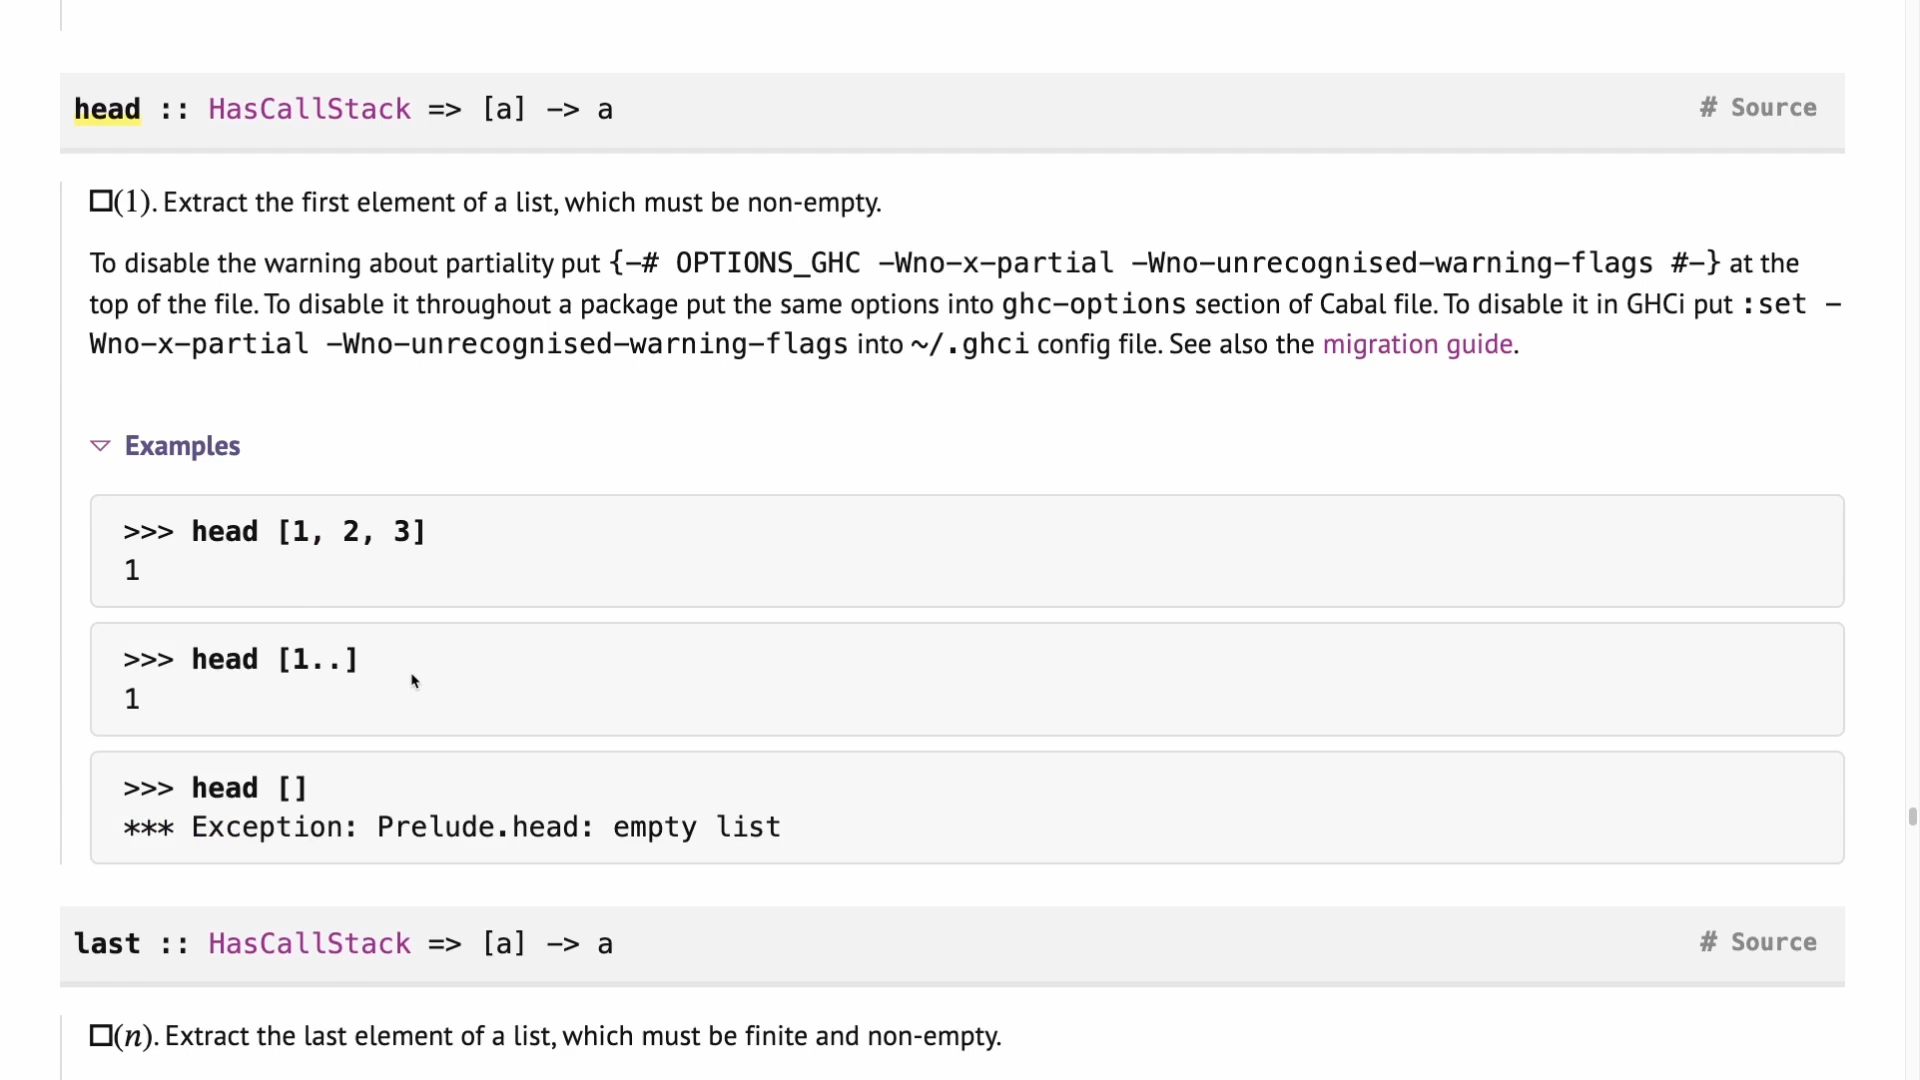 head :: HasCallStack => [a] -> a # Source
□(1). Extract the first element of a list, which must be non-empty.
To disable the warning about partiality put {-# OPTIONS_GHC -Wno-x-partial -Wno-unrecognised-warning-flags #-} at the
top of the file. To disable it throughout a package put the same options into ghc-options section of Cabal file. To disable it in GHCi put :set -
Wno-x-partial -Wno-unrecognised-warning-flags into ~/.ghci config file. See also the migration guide.
Examples
>>> head [1, 2, 3]
1
>>> head [1..]
1
>>> head []
*** Exception: Prelude.head: empty list
last :: HasCallStack => [a] -> a # Source
□(n). Extract the last element of a list, which must be finite and non-empty.